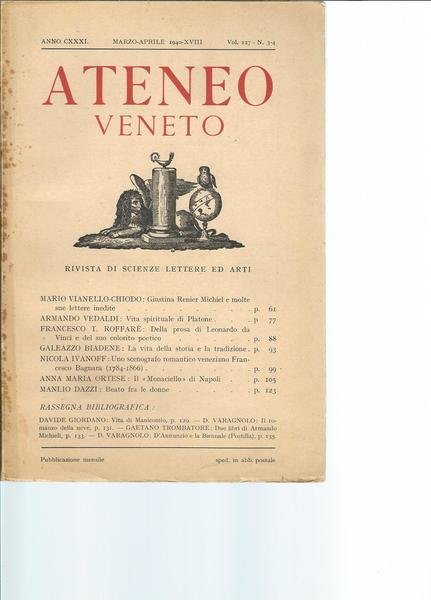 ANNO CXXXI. MARZO-APRILE 1940-XVIII Vol. 127 - N. 3-4
ATENEO
VENETO
RIVISTA DI SCIENZE LETTERE ED ARTI
MARIO VIANELLO-CHIODO: Giustina Renier Michiel e molte
sue lettere inedite . . . . . . . . p. 61
ARMANDO VEDALDI: Vita spirituale di Platone . . . p 77
FRANCESCO T. ROFFARÈ: Della prosa di Leonardo da
Vinci e del suo colorito poetico . . . . . p. 88
GALEAZZO BIADENE: La vita della storia e la tradizione . p. 93
NICOLA IVANOFF: Uno scenografo romantico veneziano Fran-
cesco Bagnara (1784-1866) . . . . . . p. 99
ANNA MARIA ORTESE: Il «Monaciello» di Napoli . . p. 105
MANLIO DAZZI: Beato fra le donne . . . . . p. 123
RASSEGNA BIBLIOGRAFICA :
DAVIDE GIORDANO: Vita di Manicomio, p. 129. — D. VARAGNOLO: Il ro-
manzo della neve, p. 131. — GAETANO TROMBATORE: Due libri di Armando
Michieli, p. 133. — D. VARAGNOLO: D'Annunzio e la Biennale (Postilla), p. 135.
Pubblicazione mensile sped. in abb. postale